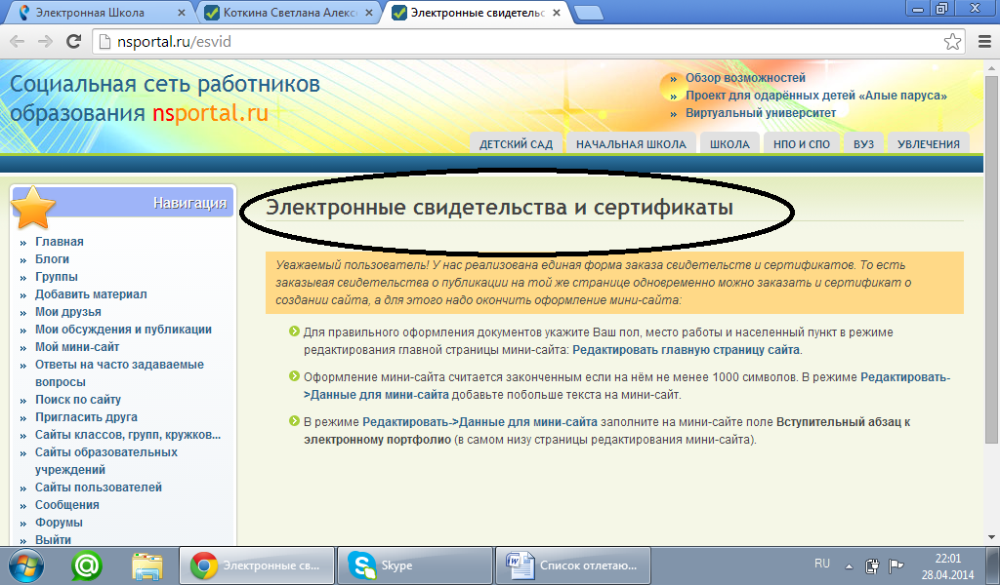 Электронная Школа
Коткина Светлана Алекс
Электронные свидетельс
nsportal.ru/esvid
Социальная сеть работников
образования nsportal.ru
» Обзор возможностей
» Проект для одарённых детей «Алые паруса»
» Виртуальный университет
ДЕТСКИЙ САД НАЧАЛЬНАЯ ШКОЛА ШКОЛА НПО И СПО ВУЗ УВЛЕЧЕНИЯ
Навигация
» Главная
» Блоги
» Группы
» Добавить материал
» Мои друзья
» Мои обсуждения и публикации
» Мой мини-сайт
» Ответы на часто задаваемые
вопросы
» Поиск по сайту
» Пригласить друга
» Сайты классов, групп, кружков...
» Сайты образовательных
учреждений
» Сайты пользователей
» Сообщения
» Форумы
» Выйти
Электронные свидетельства и сертификаты
Уважаемый пользователь! У нас реализована единая форма заказа свидетельств и сертификатов. То есть
заказывая свидетельства о публикации на той же странице одновременно можно заказать и сертификат о
создании сайта, а для этого надо окончить оформление мини-сайта:
Для правильного оформления документов укажите Ваш пол, место работы и населенный пункт в режиме
редактирования главной страницы мини-сайта: Редактировать главную страницу сайта.
Оформление мини-сайта считается законченным если на нём не менее 1000 символов. В режиме Редактировать-
>Данные для мини-сайта добавьте побольше текста на мини-сайт.
В режиме Редактировать->Данные для мини-сайта заполните на мини-сайте поле Вступительный абзац к
электронному портфолио (в самом низу страницы редактирования мини-сайта).
Электронные св...
Skype
Список отлетаю...
RU
22:01
28.04.2014